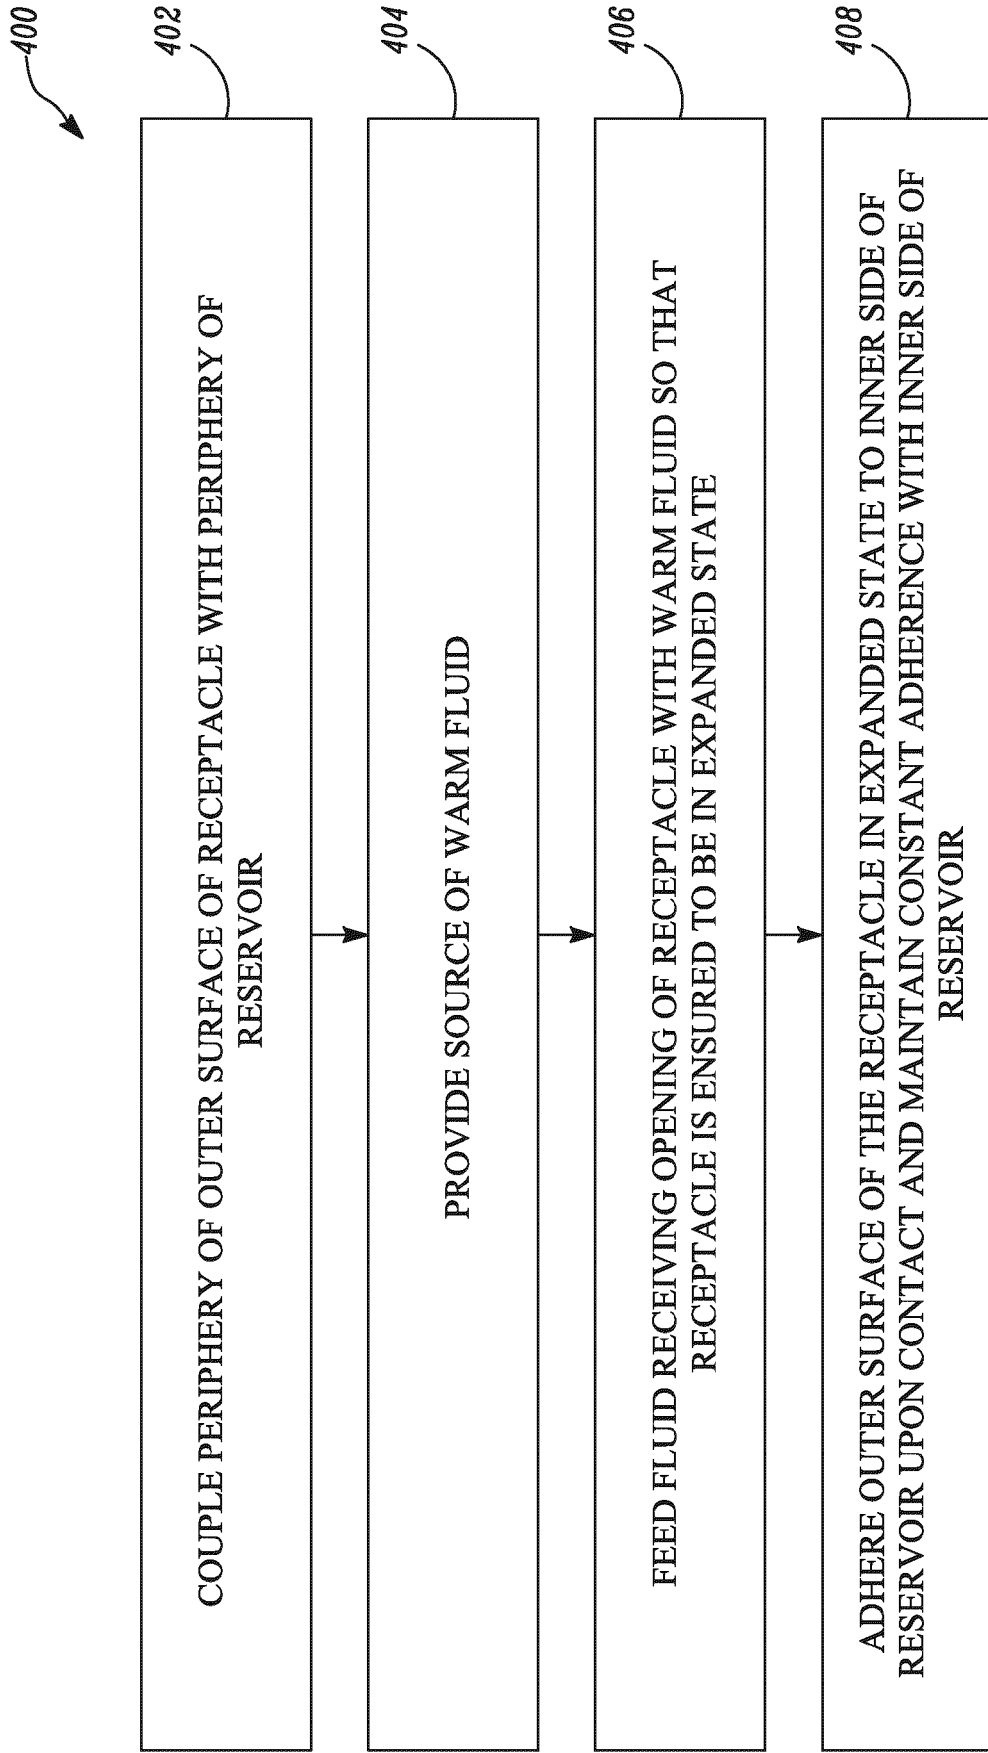 400
402
COUPLE PERIPHERY OF OUTER SURFACE OF RECEPTACLE WITH PERIPHERY OF
RESERVOIR
404
PROVIDE SOURCE OF WARM FLUID
406
FEED FLUID RECEIVING OPENING OF RECEPTACLE WITH WARM FLUID SO THAT
RECEPTACLE IS ENSURED TO BE IN EXPANDED STATE
408
ADHERE OUTER SURFACE OF THE RECEPTACLE IN EXPANDED STATE TO INNER SIDE OF
RESERVOIR UPON CONTACT AND MAINTAIN CONSTANT ADHERENCE WITH INNER SIDE OF
RESERVOIR